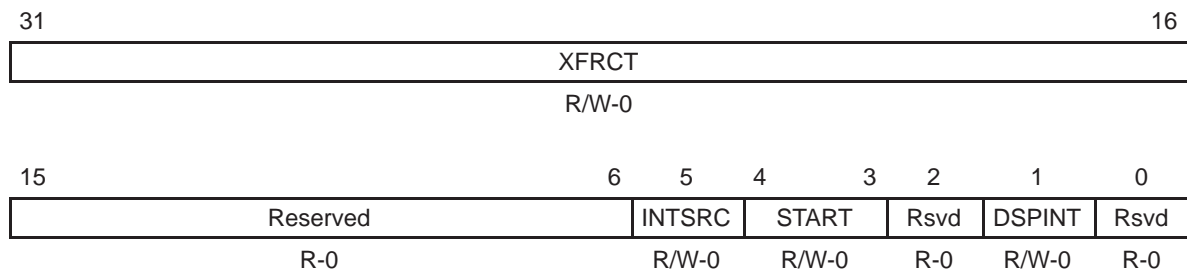 31 16
XFRCT
R/W-0
15 6 5 4 3 2 1 0
Reserved INTSRC START Rsvd DSPINT Rsvd
R-0 R/W-0 R/W-0 R-0 R/W-0 R-0